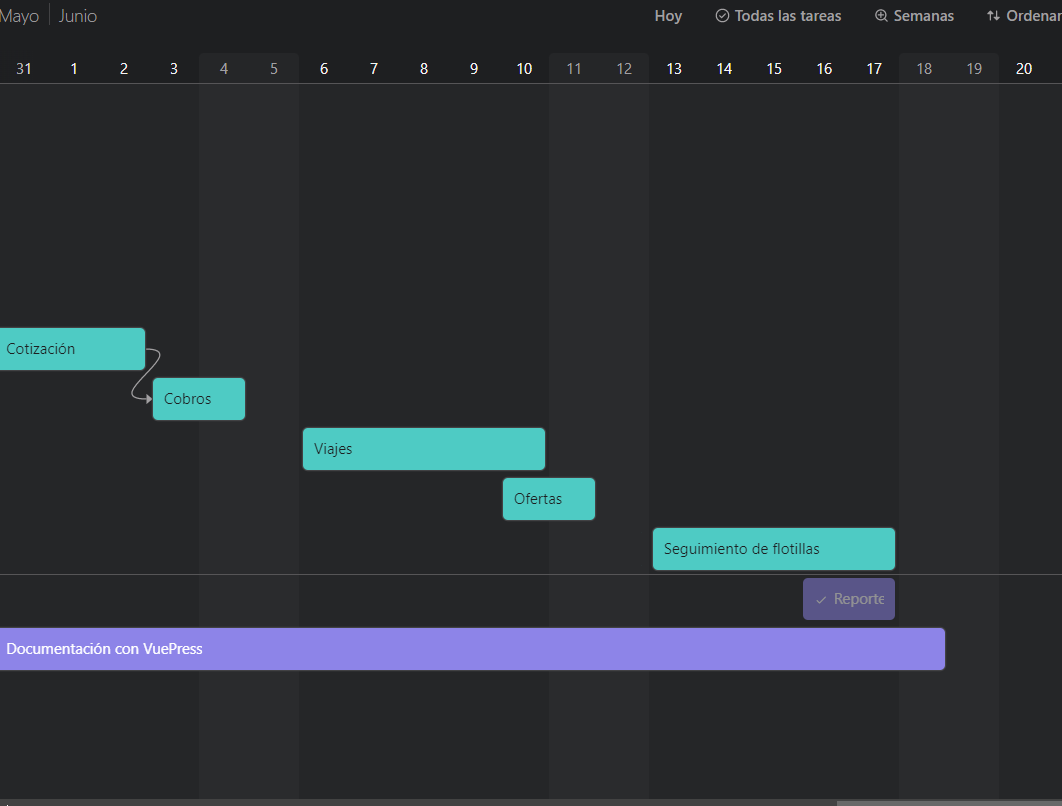 Mayo Junio Hoy Todas las tareas Semanas Ordenar
31 1 2 3 4 5 6 7 8 9 10 11 12 13 14 15 16 17 18 19 20
Cotización
Cobros
Viajes
Ofertas
Seguimiento de flotillas
Reporte
Documentación con VuePress